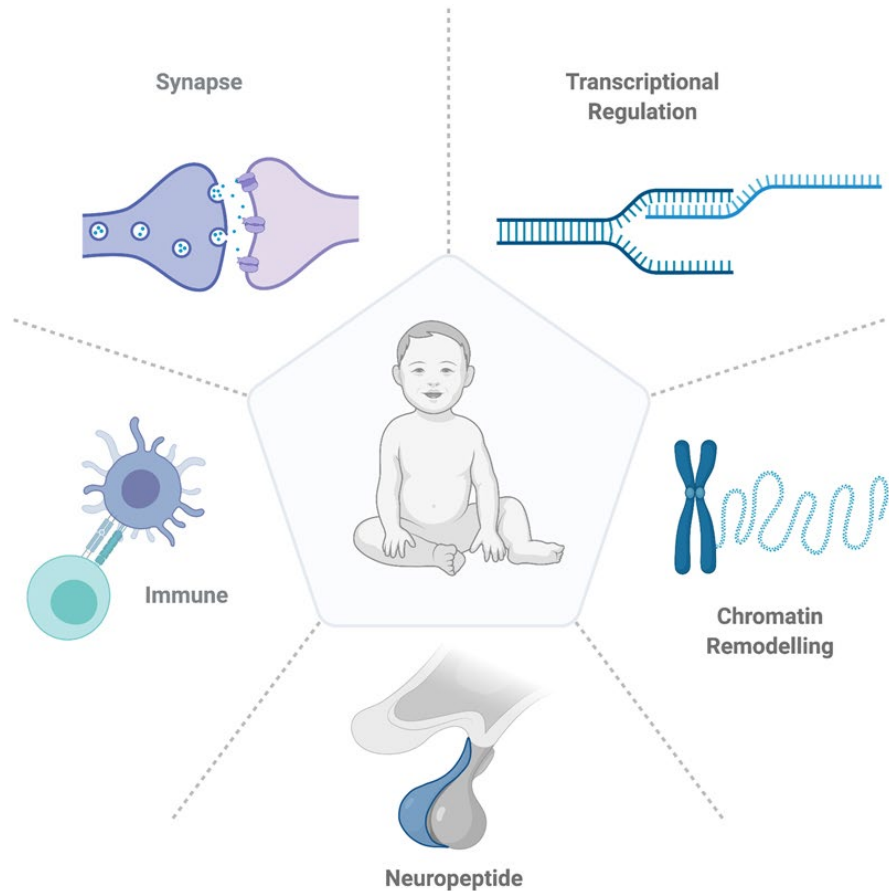 Synapse
Transcriptional
Regulation
Immune
Chromatin
Remodelling
Neuropeptide